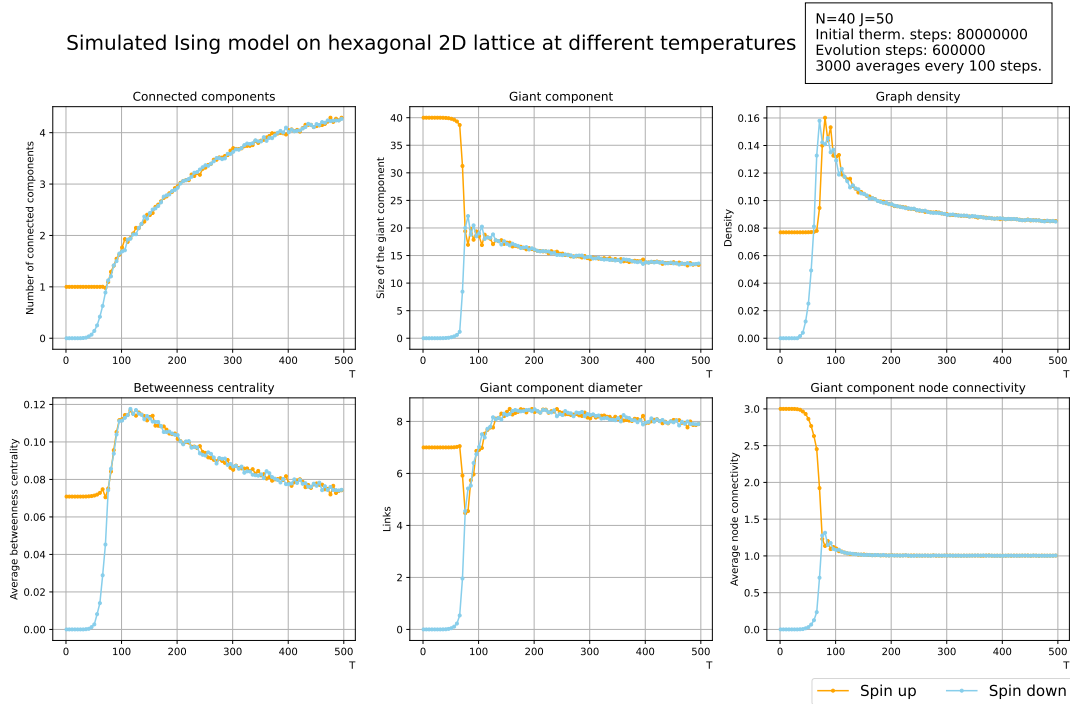 Simulated Ising model on hexagonal 2D lattice at different temperatures
N=40 J=50
Initial therm. steps: 80000000
Evolution steps: 600000
3000 averages every 100 steps.
Connected components
Number of connected components
4
3
2
1
0
0 100 200 300 400 500
T
Giant component
Size of the giant component
40
35
30
25
20
15
10
5
0
0 100 200 300 400 500
T
Graph density
Density
0.16
0.14
0.12
0.10
0.08
0.06
0.04
0.02
0.00
0 100 200 300 400 500
T
Betweenness centrality
Average betweenness centrality
0.12
0.10
0.08
0.06
0.04
0.02
0.00
0 100 200 300 400 500
T
Giant component diameter
Links
8
6
4
2
0
0 100 200 300 400 500
T
Giant component node connectivity
Average node connectivity
3.0
2.5
2.0
1.5
1.0
0.5
0.0
0 100 200 300 400 500
T
Spin up Spin down